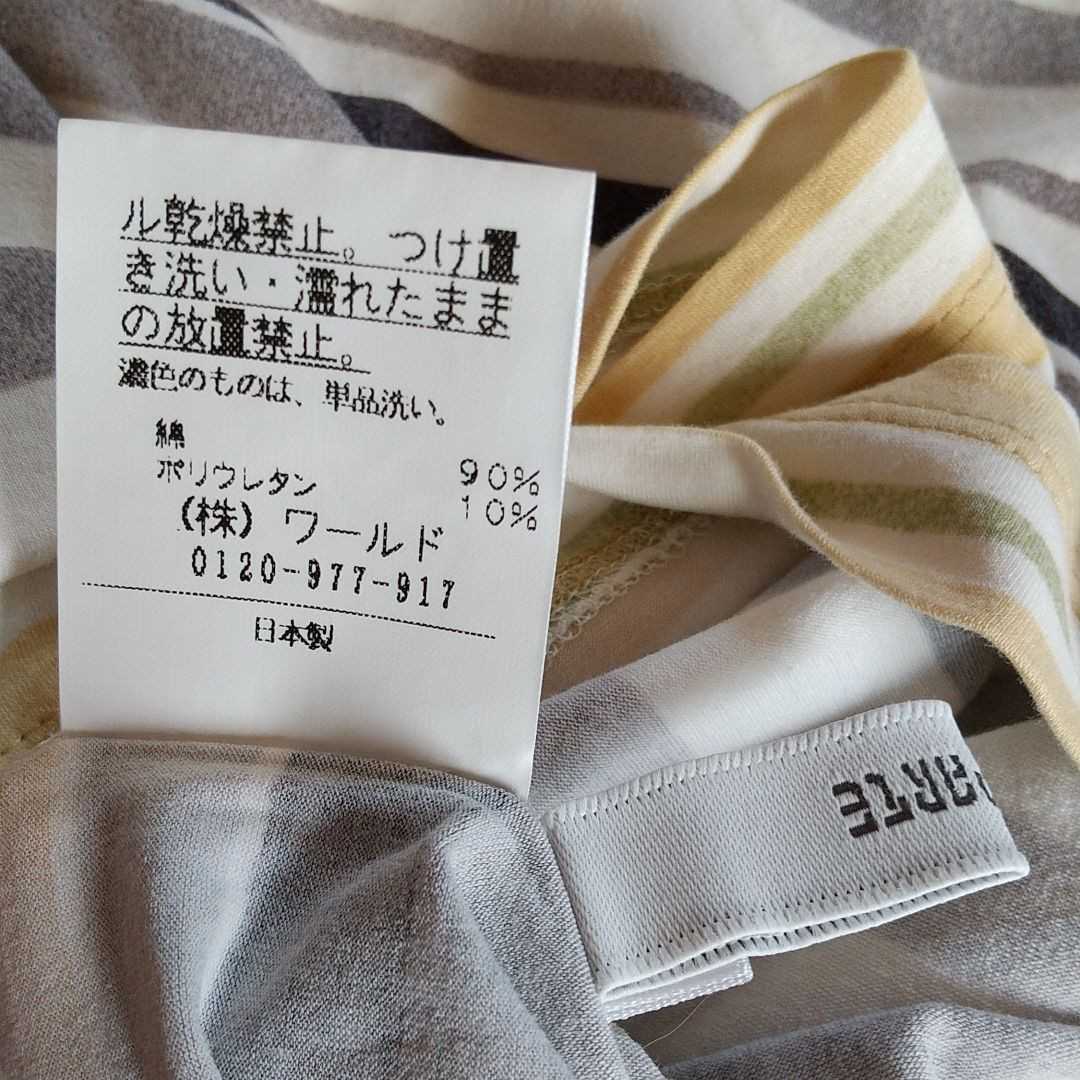 ル乾燥禁止。つけ置
き洗い・濡れたまま
の放置禁止。
濃色のものは、単品洗い。
綿 90%
ポリウレタン 10%
(株) ワールド
0120-977-917
日本製